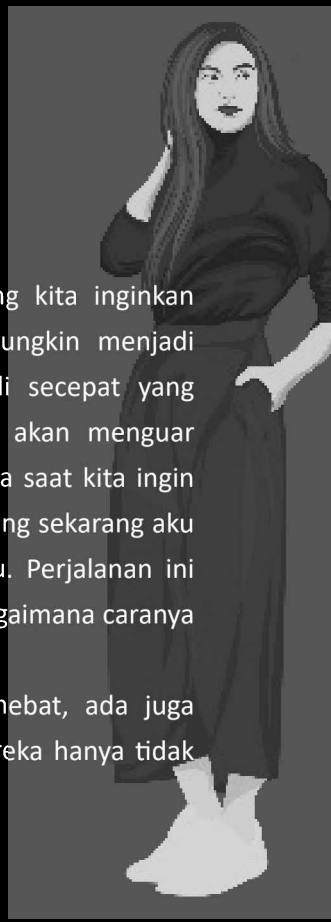 ng kita inginkan
ungkin menjadi
li secepat yang
akan menguar
a saat kita ingin
ng sekarang aku
u. Perjalanan ini
gaimana caranya
hebat, ada juga
reka hanya tidak